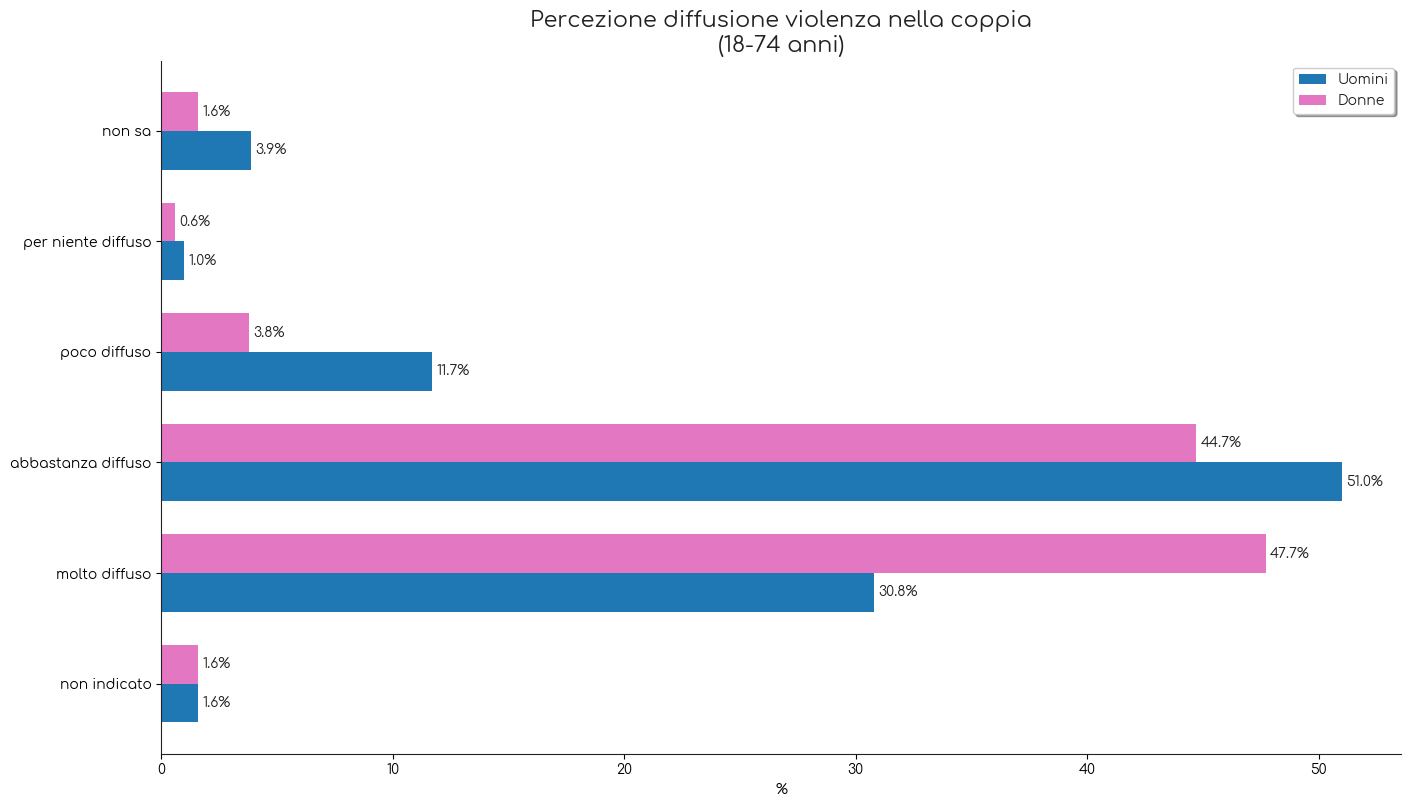 Percezione diffusione violenza nella coppia
(18-74 anni)
Uomini
Donne
non sa
1.6%
3.9%
per niente diffuso
0.6%
1.0%
poco diffuso
3.8%
11.7%
abbastanza diffuso
44.7%
51.0%
molto diffuso
47.7%
30.8%
non indicato
1.6%
1.6%
0 10 20 30 40 50
%